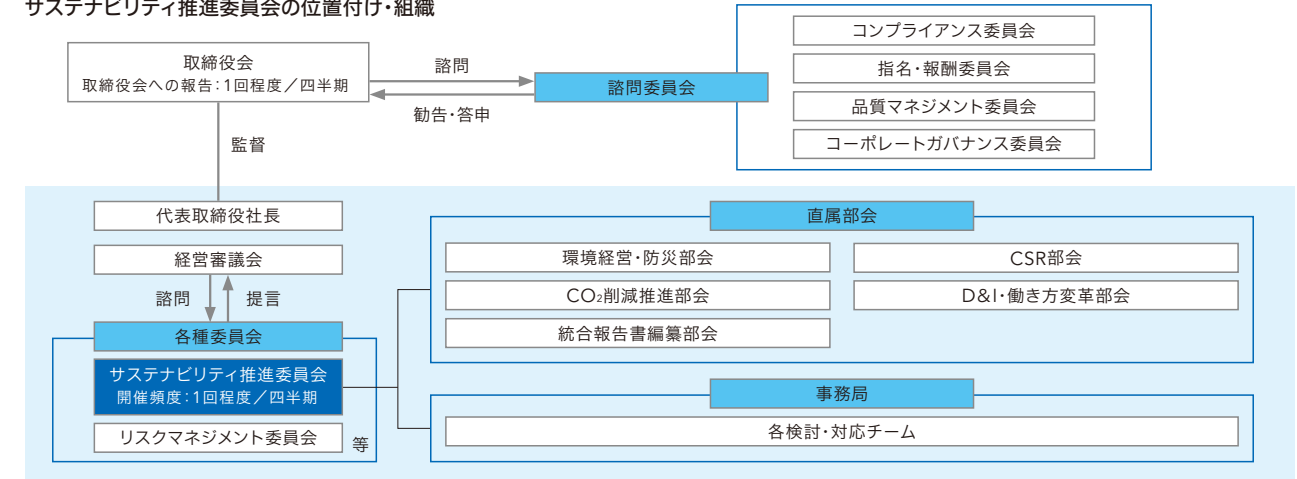 サステナビリティ推進委員会の位置付け・組織
取締役会
取締役会への報告：1回程度／四半期
諮問
勧告・答申
諮問委員会
コンプライアンス委員会
指名・報酬委員会
品質マネジメント委員会
コーポレートガバナンス委員会
監督
代表取締役社長
経営審議会
諮問
提言
各種委員会
サステナビリティ推進委員会
開催頻度：1回程度／四半期
リスクマネジメント委員会
等
直属部会
環境経営・防災部会
CSR部会
CO₂削減推進部会
D&I・働き方変革部会
統合報告書編纂部会
事務局
各検討・対応チーム